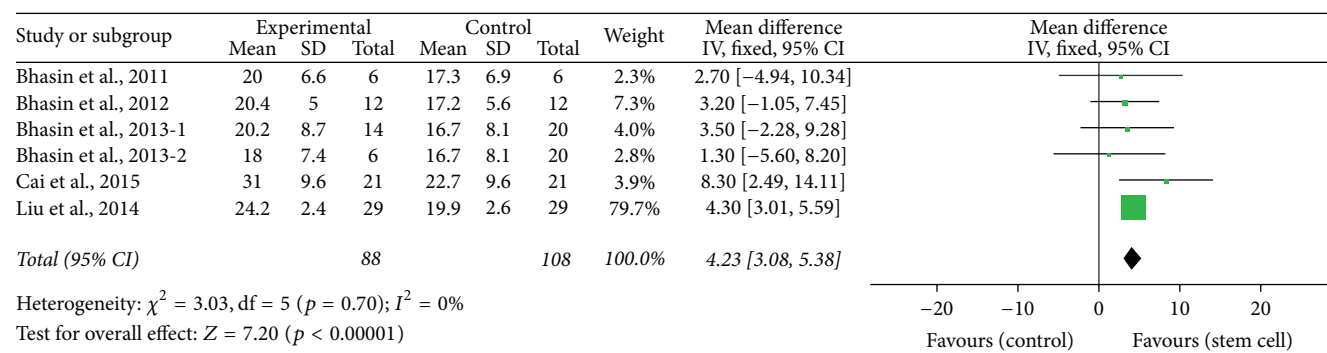 Study or subgroup Experimental Control Weight Mean difference Mean difference
Mean SD Total Mean SD Total IV, fixed, 95% CI IV, fixed, 95% CI
Bhasin et al., 2011 20 6.6 6 17.3 6.9 6 2.3% 2.70 [−4.94, 10.34]
Bhasin et al., 2012 20.4 5 12 17.2 5.6 12 7.3% 3.20 [−1.05, 7.45]
Bhasin et al., 2013-1 20.2 8.7 14 16.7 8.1 20 4.0% 3.50 [−2.28, 9.28]
Bhasin et al., 2013-2 18 7.4 6 16.7 8.1 20 2.8% 1.30 [−5.60, 8.20]
Cai et al., 2015 31 9.6 21 22.7 9.6 21 3.9% 8.30 [2.49, 14.11]
Liu et al., 2014 24.2 2.4 29 19.9 2.6 29 79.7% 4.30 [3.01, 5.59]
Total (95% CI) 88 108 100.0% 4.23 [3.08, 5.38]
Heterogeneity: χ² = 3.03, df = 5 (p = 0.70); I² = 0%
Test for overall effect: Z = 7.20 (p < 0.00001)
−20 −10 0 10 20
Favours (control) Favours (stem cell)